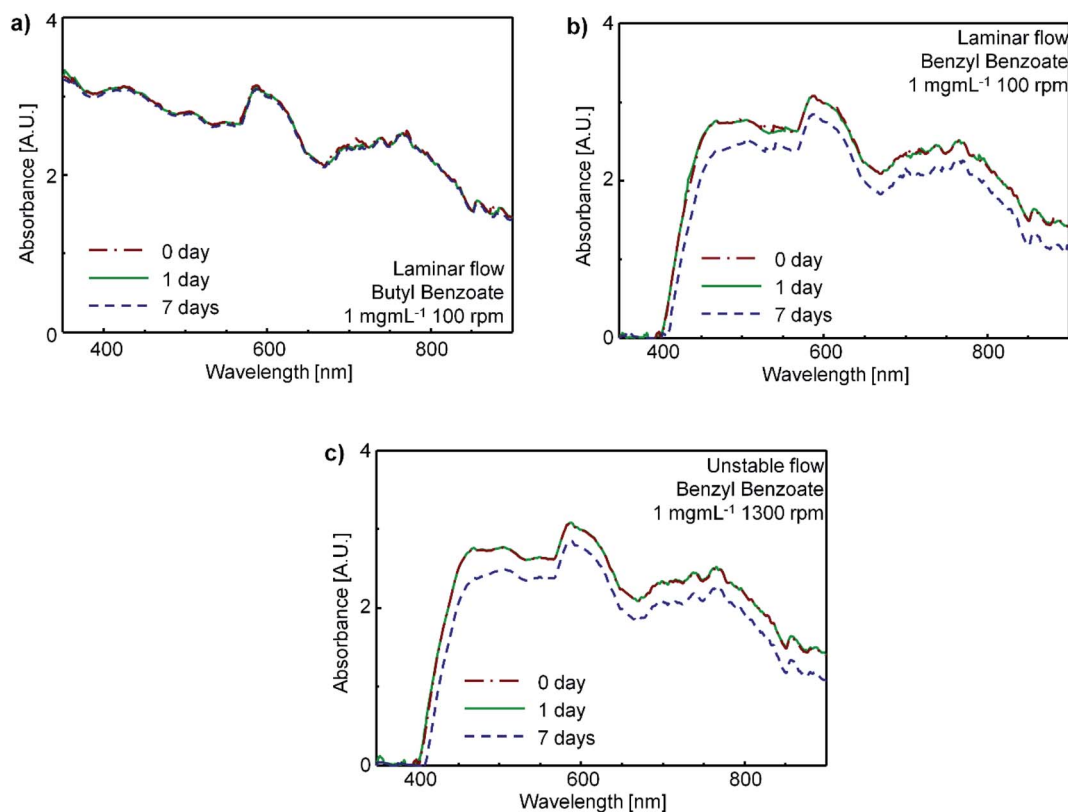 a)
4
2
0
Absorbance [A.U.]
0 day
1 day
7 days
Laminar flow
Butyl Benzoate
1 mgmL⁻¹ 100 rpm
400
600
800
Wavelength [nm]
b)
4
2
0
Absorbance [A.U.]
Laminar flow
Benzyl Benzoate
1 mgmL⁻¹ 100 rpm
0 day
1 day
7 days
400
600
800
Wavelength [nm]
c)
4
2
0
Absorbance [A.U.]
Unstable flow
Benzyl Benzoate
1 mgmL⁻¹ 1300 rpm
0 day
1 day
7 days
400
600
800
Wavelength [nm]